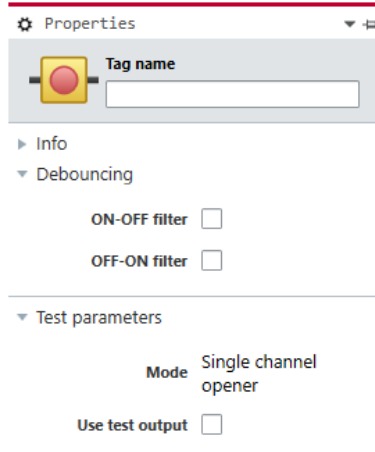 Properties
Tag name
Info
Debouncing
ON-OFF filter
OFF-ON filter
Test parameters
Mode Single channel
opener
Use test output